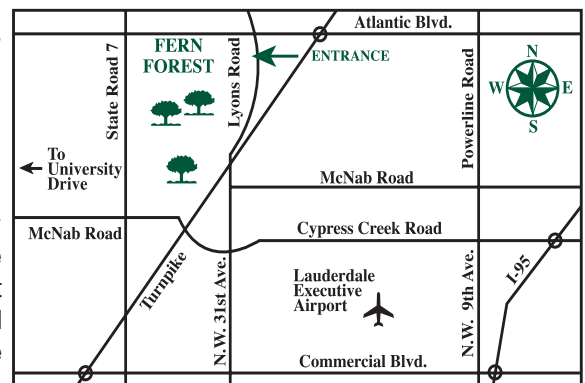 Atlantic Blvd.
FERN
FOREST
ENTRANCE
State Road 7
Lyons Road
Powerline Road
N
W
E
S
To
University
Drive
McNab Road
McNab Road
Cypress Creek Road
Turnpike
N.W. 31st Ave.
Lauderdale
Executive
Airport
N.W. 9th Ave.
I-95
Commercial Blvd.